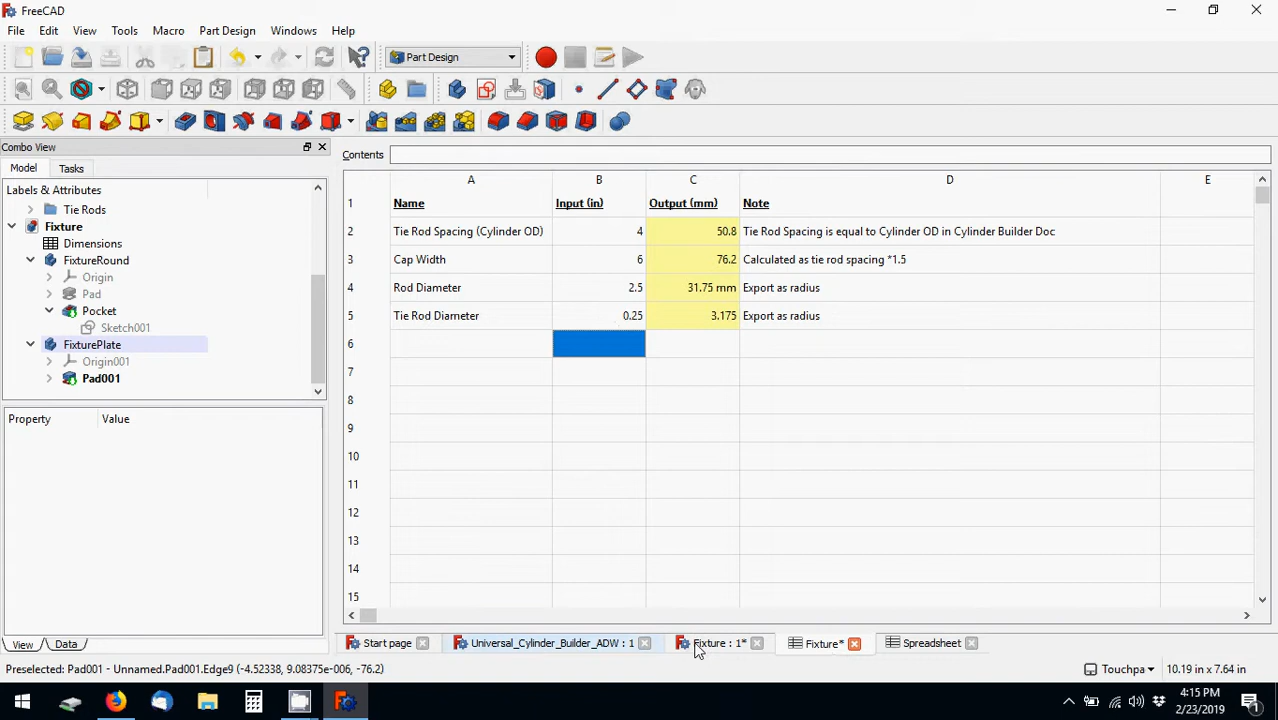 FreeCAD
File Edit View Tools Macro Part Design Windows Help
Part Design
Combo View
Model Tasks
Labels & Attributes
Tie Rods
Fixture
Dimensions
FixtureRound
Origin
Pad
Pocket
Sketch001
FixturePlate
Origin001
Pad001
Property Value
View Data
Contents
A B C D E
1 Name Input (in) Output (mm) Note
2 Tie Rod Spacing (Cylinder OD) 4 50.8 Tie Rod Spacing is equal to Cylinder OD in Cylinder Builder Doc
3 Cap Width 6 76.2 Calculated as tie rod spacing *1.5
4 Rod Diameter 2.5 31.75 mm Export as radius
5 Tie Rod Diameter 0.25 3.175 Export as radius
6
7
8
9
10
11
12
13
14
15
Start page Universal_Cylinder_Builder_ADW : 1 Fixture : 1* Fixture* Spreadsheet
Preselected: Pad001 - Unnamed.Pad001.Edge9 (-4.52338, 9.08375e-006, -76.2) Touchpa 10.19 in x 7.64 in
4:15 PM
2/23/2019